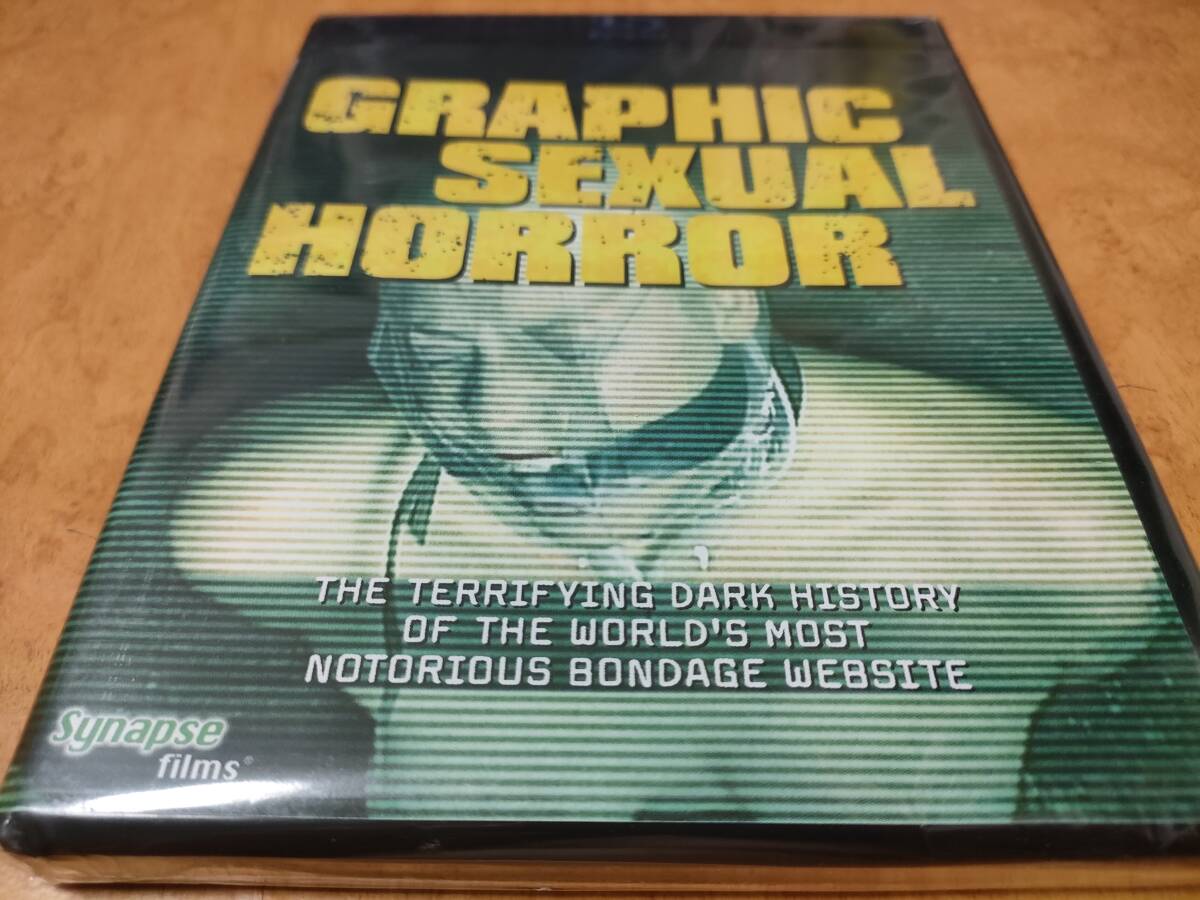 GRAPHIC
SEXUAL
HORROR
THE TERRIFYING DARK HISTORY
OF THE WORLD'S MOST
NOTORIOUS BONDAGE WEBSITE
Synapse
films®